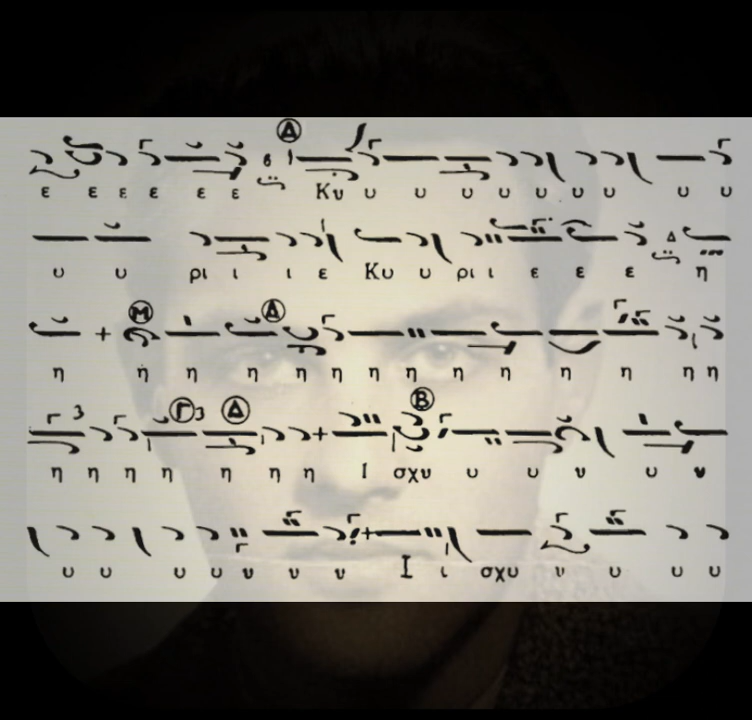 ε ε ε ε ε ε Κυ υ υ υ υ υ υ υ υ υ
υ υ ρι ι ι ε Κυ υ ρι ι ε ε ε η
η η η η η η η η η η η η η η
η η η η η η η Ι σχυ υ υ υ υ υ
υ υ υ υ υ υ υ Ι ι σχυ υ υ υ υ